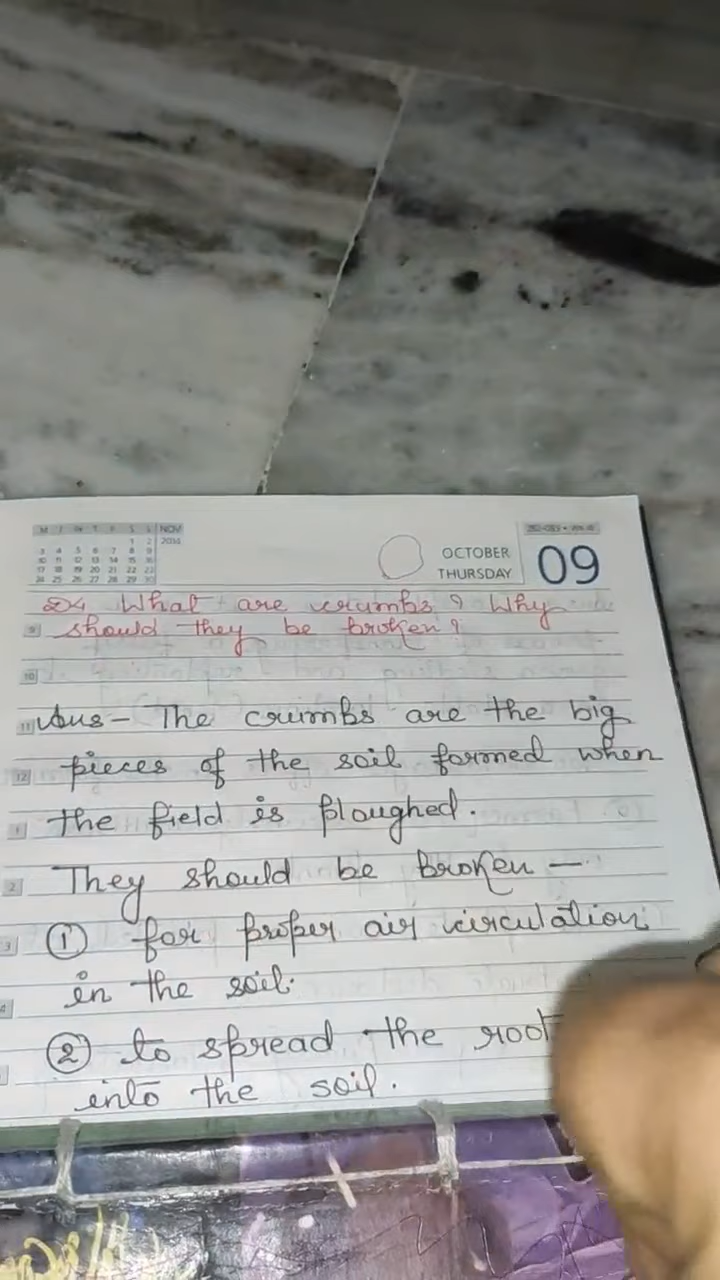 NOV
2014
OCTOBER
THURSDAY
09
What are crumbs? Why
should they be broken?
Ans- The crumbs are the big
pieces of the soil formed when
the field is ploughed.
They should be broken —
① for proper air circulation
in the soil.
② to spread the root
into the soil.